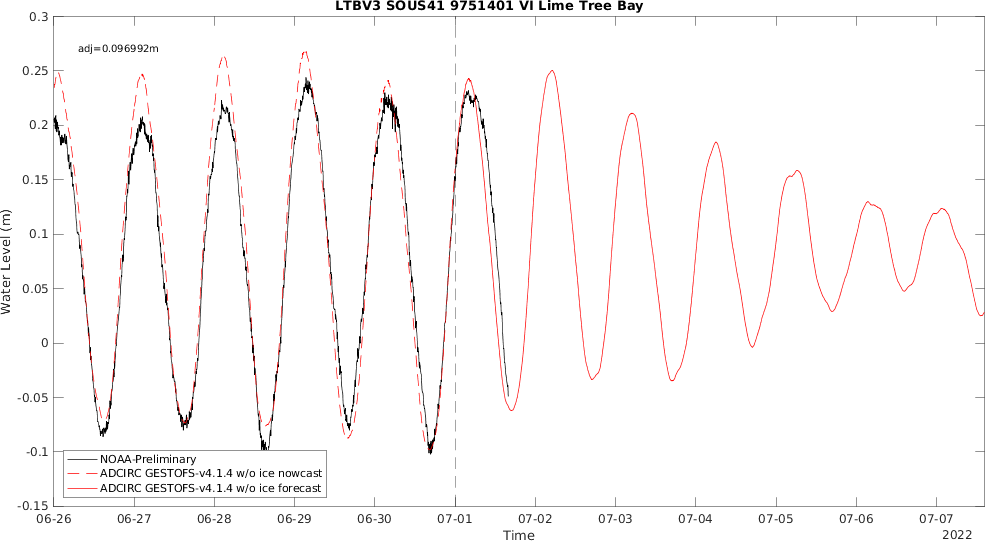 LTBV3 SOUS41 9751401 VI Lime Tree Bay
adj=0.096992m
Water Level (m)
0.3
0.25
0.2
0.15
0.1
0.05
0
-0.05
-0.1
-0.15
NOAA-Preliminary
ADCIRC GESTOFS-v4.1.4 w/o ice nowcast
ADCIRC GESTOFS-v4.1.4 w/o ice forecast
06-26 06-27 06-28 06-29 06-30 07-01 07-02 07-03 07-04 07-05 07-06 07-07
Time
2022